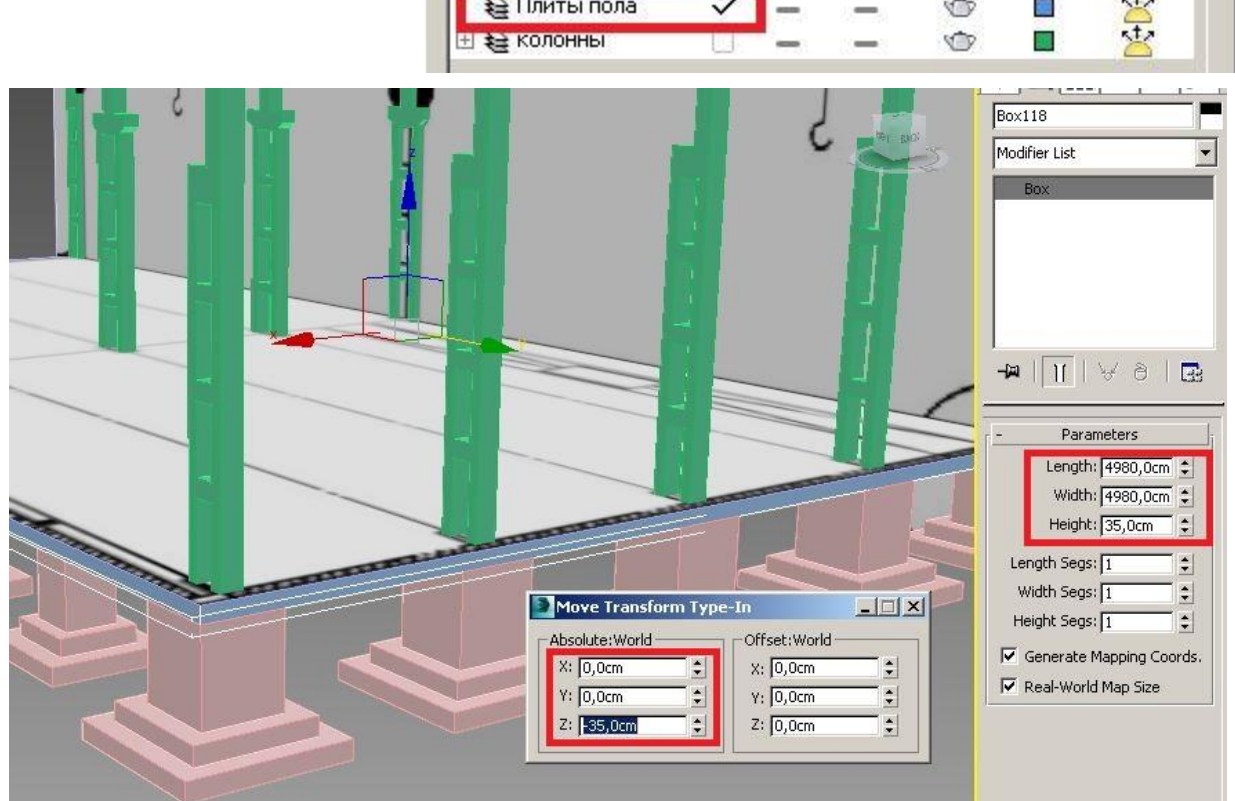 Плиты пола
колонны
Box118
Modifier List
Box
z
x
y
BACK
Parameters
Length: 4980,0cm
Width: 4980,0cm
Height: 35,0cm
Length Segs: 1
Width Segs: 1
Height Segs: 1
Generate Mapping Coords.
Real-World Map Size
Move Transform Type-In
Absolute:World
X: 0,0cm
Y: 0,0cm
Z: -35,0cm
Offset:World
X: 0,0cm
Y: 0,0cm
Z: 0,0cm